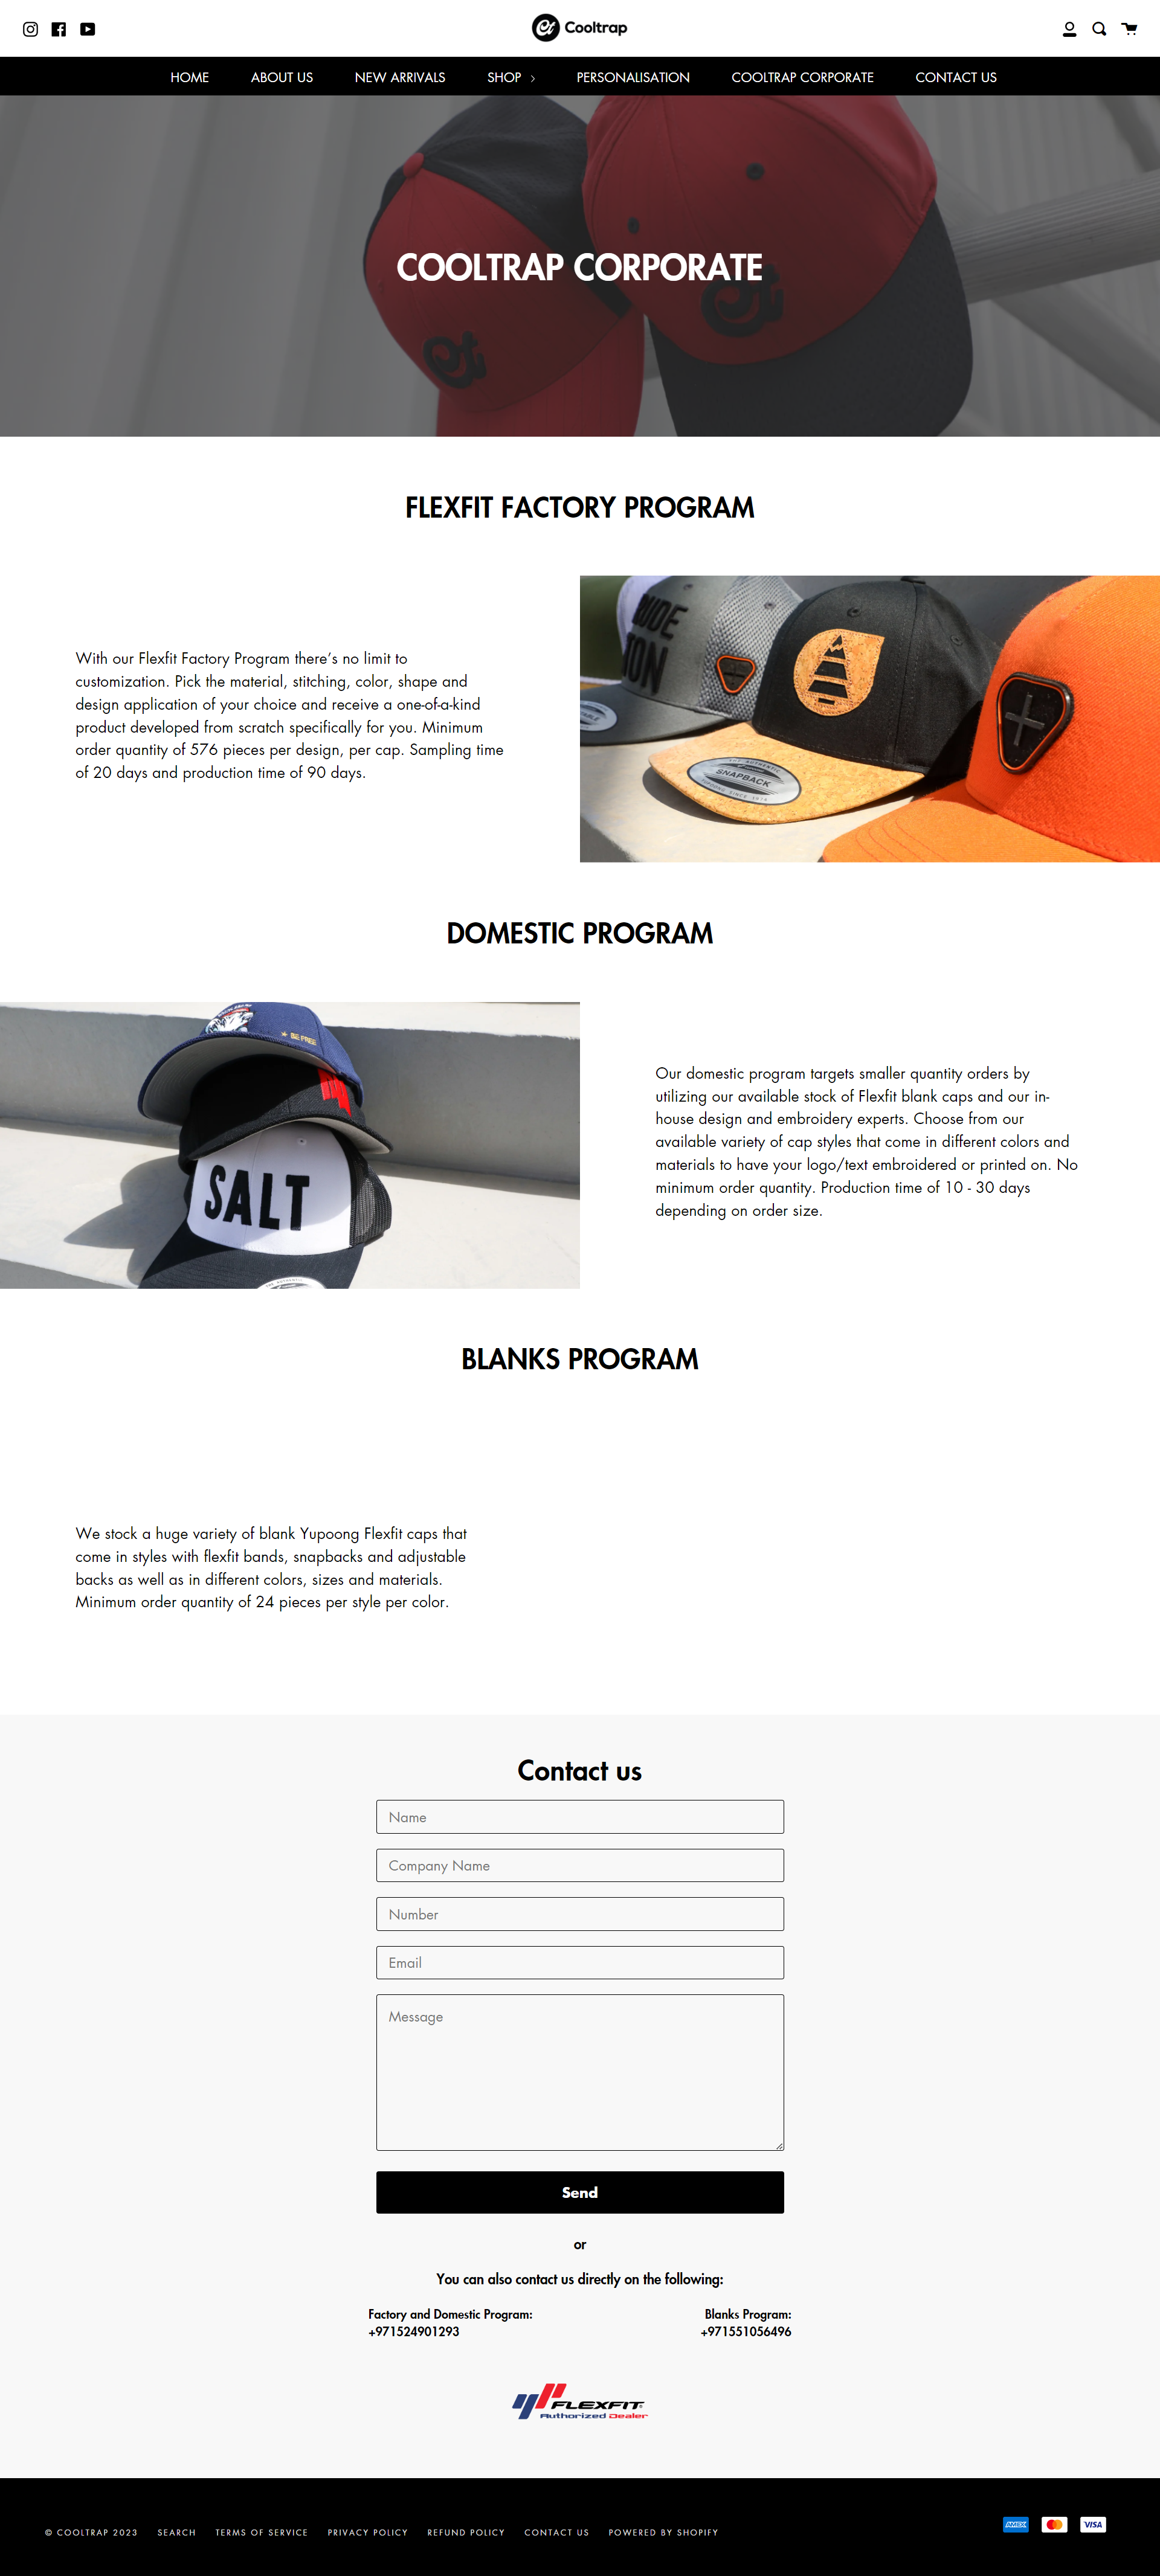 Cooltrap
HOME ABOUT US NEW ARRIVALS SHOP PERSONALISATION COOLTRAP CORPORATE CONTACT US
COOLTRAP CORPORATE
FLEXFIT FACTORY PROGRAM
With our Flexfit Factory Program there’s no limit to
customization. Pick the material, stitching, color, shape and
design application of your choice and receive a one-of-a-kind
product developed from scratch specifically for you. Minimum
order quantity of 576 pieces per design, per cap. Sampling time
of 20 days and production time of 90 days.
SNAPBACK
DOMESTIC PROGRAM
BE FREE
SALT
Our domestic program targets smaller quantity orders by
utilizing our available stock of Flexfit blank caps and our in-
house design and embroidery experts. Choose from our
available variety of cap styles that come in different colors and
materials to have your logo/text embroidered or printed on. No
minimum order quantity. Production time of 10 - 30 days
depending on order size.
BLANKS PROGRAM
We stock a huge variety of blank Yupoong Flexfit caps that
come in styles with flexfit bands, snapbacks and adjustable
backs as well as in different colors, sizes and materials.
Minimum order quantity of 24 pieces per style per color.
Contact us
Name
Company Name
Number
Email
Message
Send
or
You can also contact us directly on the following:
Factory and Domestic Program:
+971524901293
Blanks Program:
+971551056496
FLEXFIT
Authorized Dealer
© COOLTRAP 2023 SEARCH TERMS OF SERVICE PRIVACY POLICY REFUND POLICY CONTACT US POWERED BY SHOPIFY
AMEX VISA